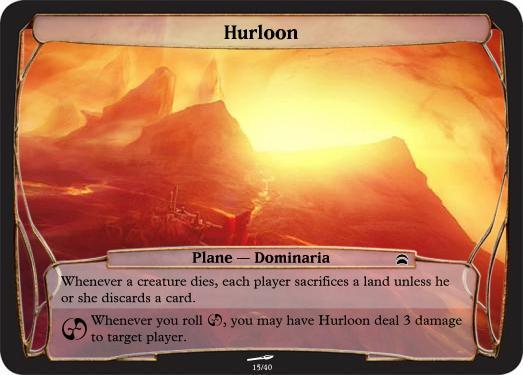 Hurloon
Plane — Dominaria
Whenever a creature dies, each player sacrifices a land unless he
or she discards a card.
Whenever you roll , you may have Hurloon deal 3 damage
to target player.
15/40